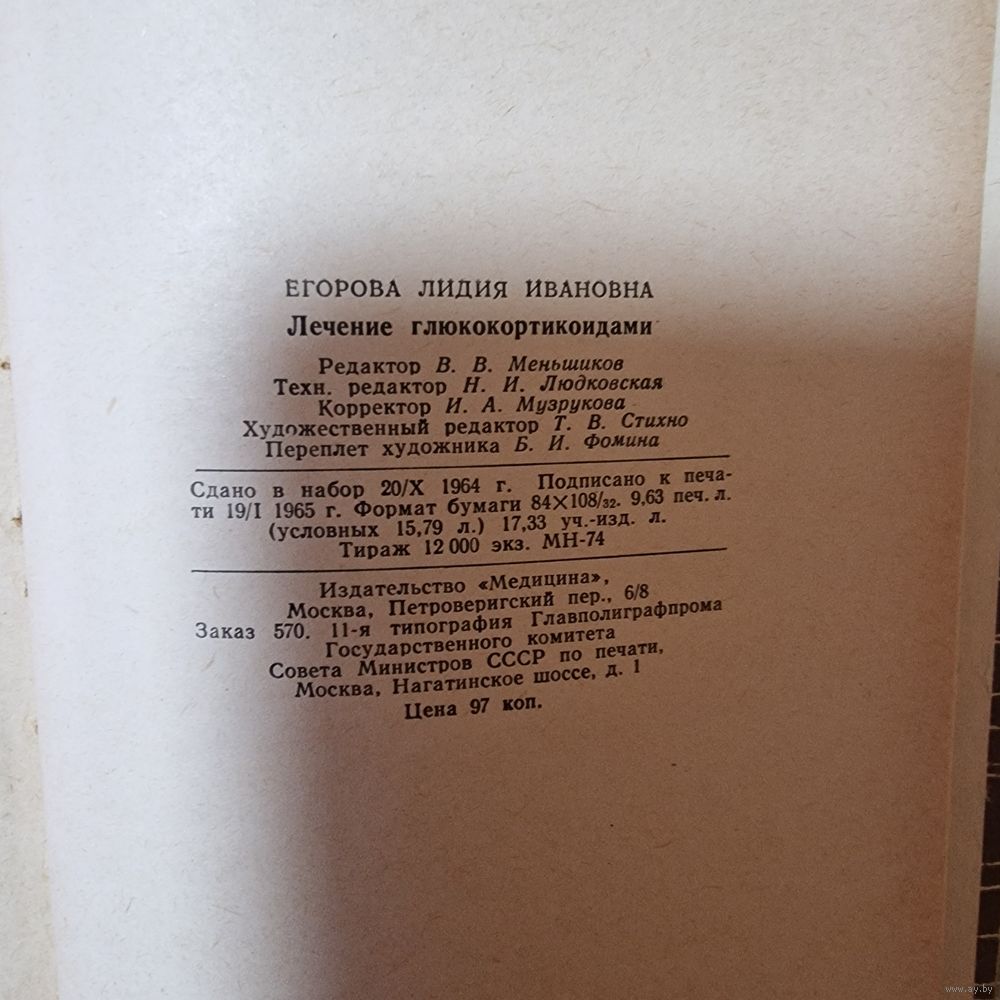 ЕГОРОВА ЛИДИЯ ИВАНОВНА
Лечение глюкокортикоидами
Редактор В. В. Меньшиков
Техн. редактор Н. И. Людковская
Корректор И. А. Музрукова
Художественный редактор Т. В. Стихно
Переплет художника Б. И. Фомина
Сдано в набор 20/X 1964 г. Подписано к печа-
ти 19/I 1965 г. Формат бумаги 84×108/32. 9,63 печ. л.
(условных 15,79 л.) 17,33 уч.-изд. л.
Тираж 12 000 экз. МН-74
Издательство «Медицина»,
Москва, Петроверигский пер., 6/8
Заказ 570. 11-я типография Главполиграфпрома
Государственного комитета
Совета Министров СССР по печати,
Москва, Нагатинское шоссе, д. 1
Цена 97 коп.
www.ay.by